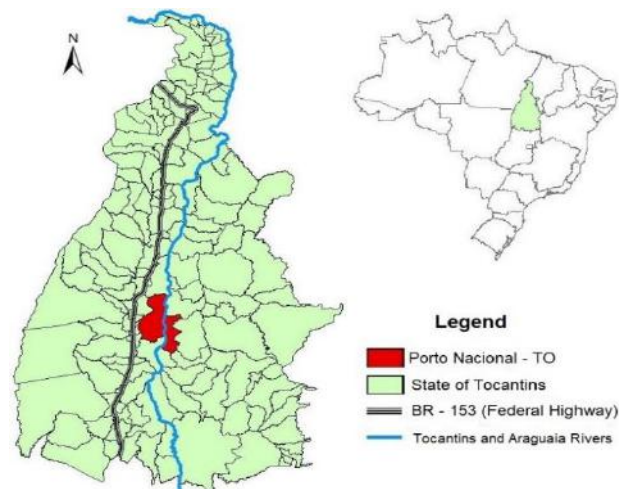 N
Legend
Porto Nacional - TO
State of Tocantins
BR - 153 (Federal Highway)
Tocantins and Araguaia Rivers